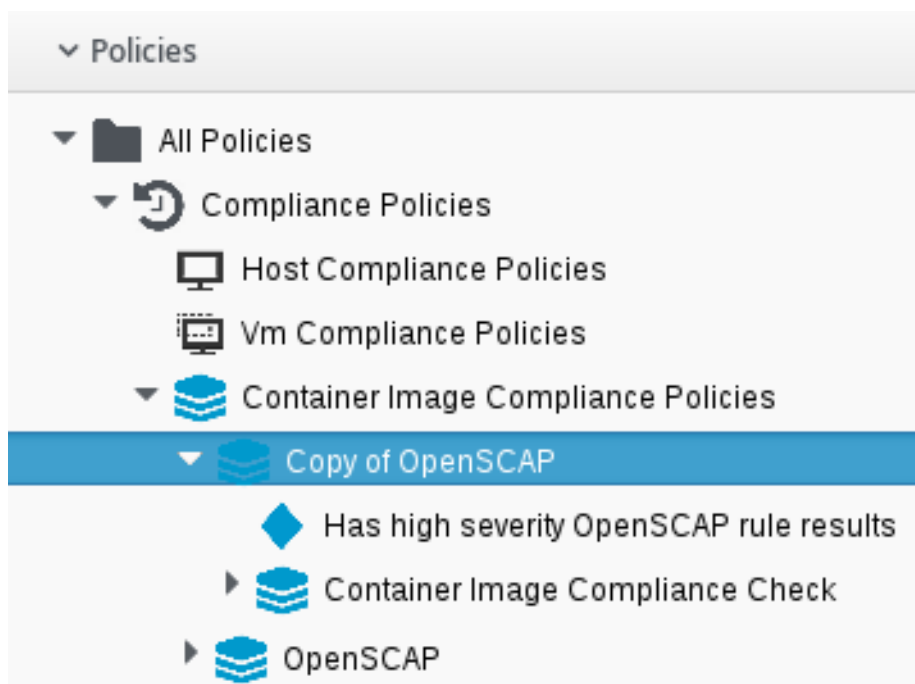 Policies
All Policies
Compliance Policies
Host Compliance Policies
Vm Compliance Policies
Container Image Compliance Policies
Copy of OpenSCAP
Has high severity OpenSCAP rule results
Container Image Compliance Check
OpenSCAP